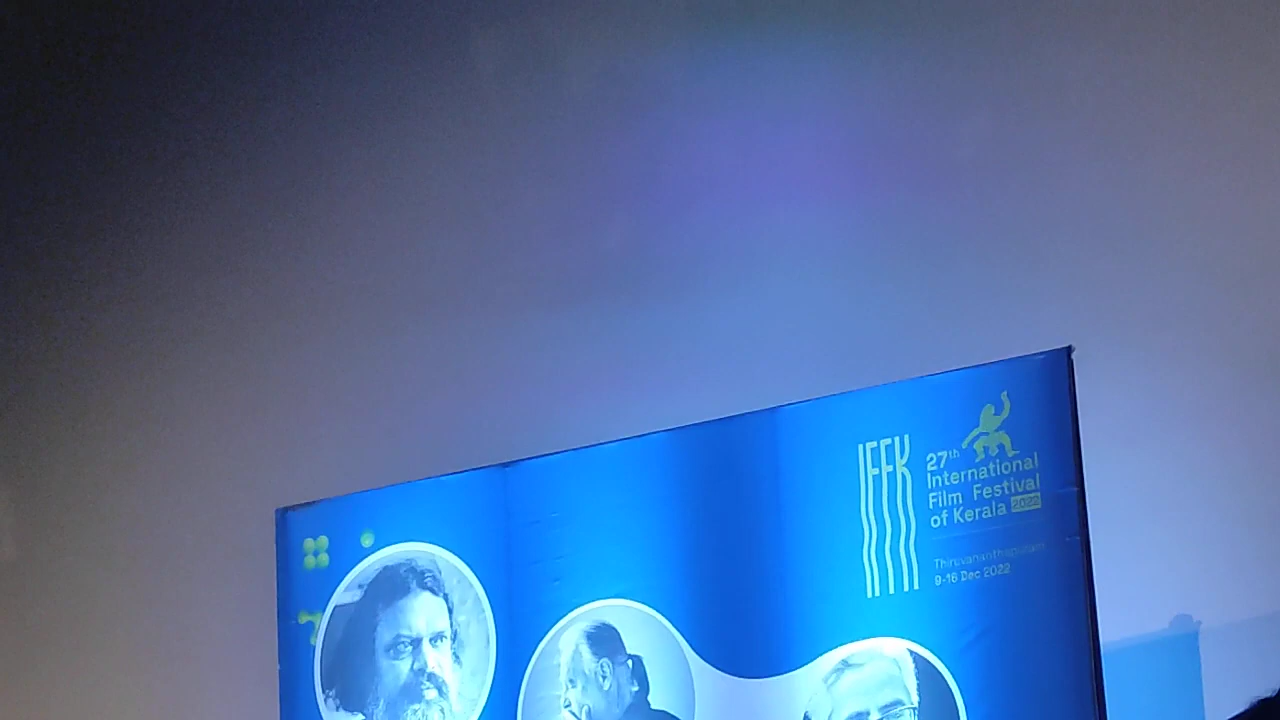 IFFK
27th
International
Film Festival
of Kerala 2022
Thiruvananthapuram
9-16 Dec 2022